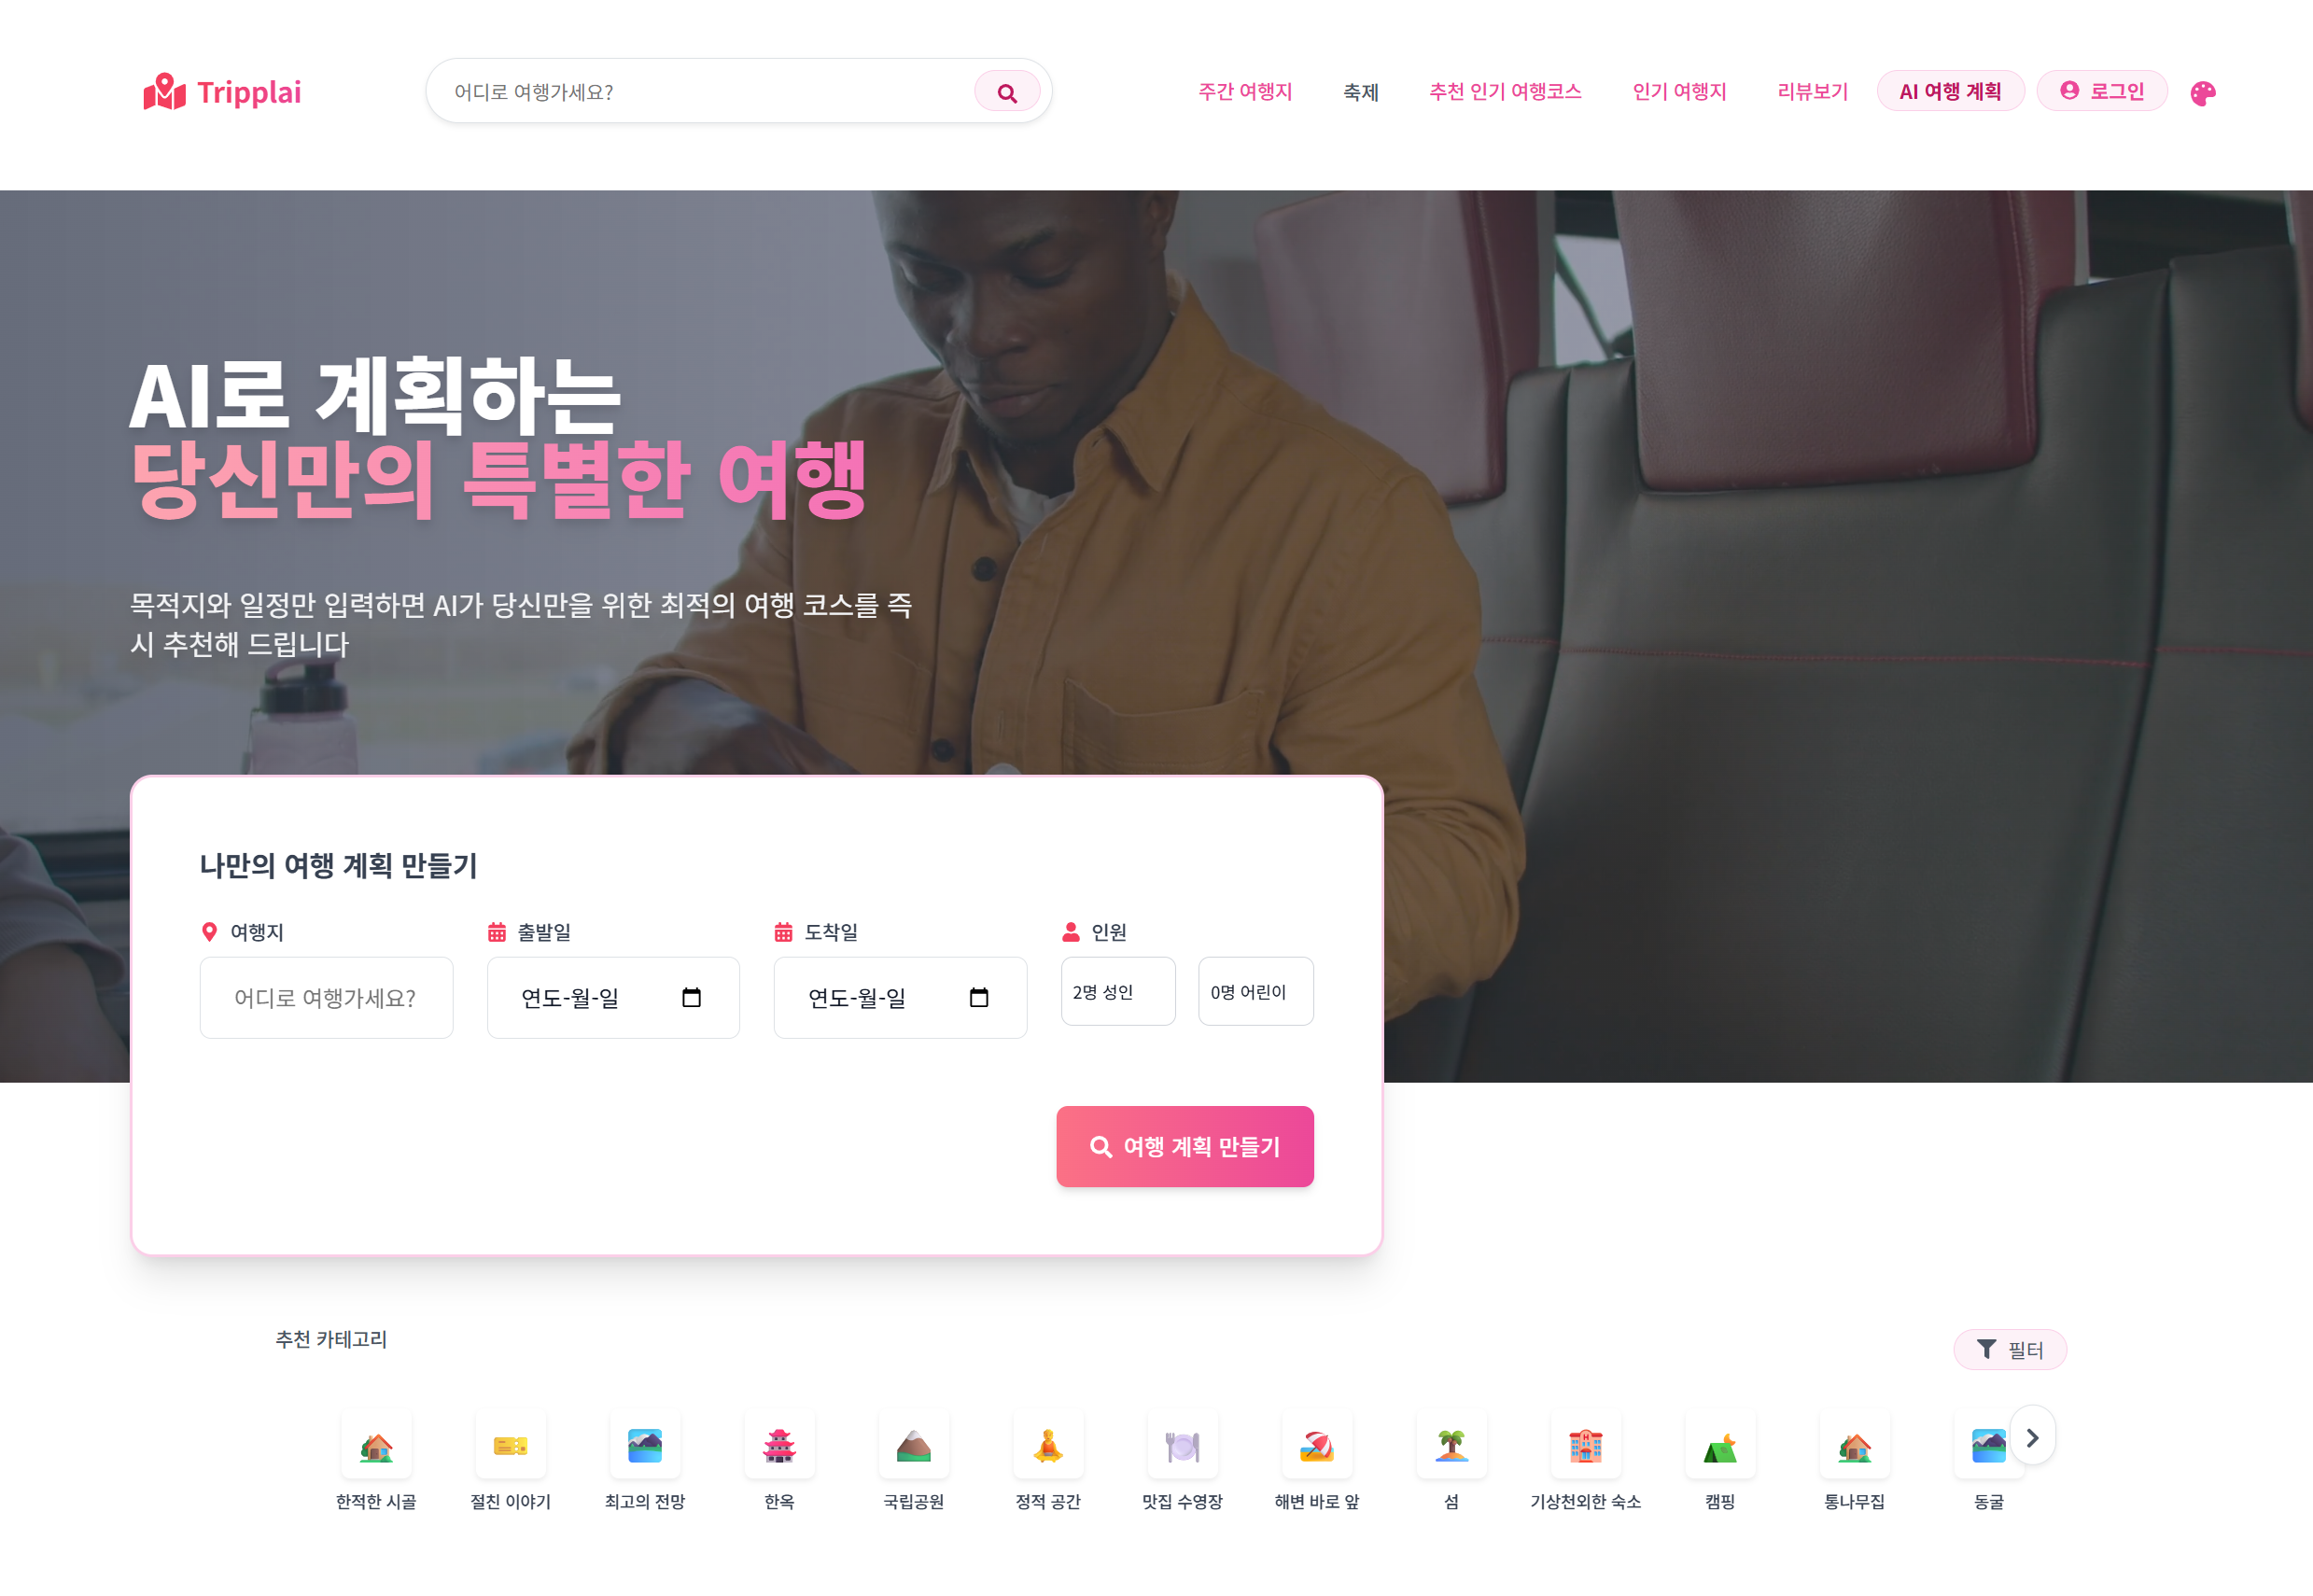 Tripplai
어디로 여행가세요?
주간 여행지
축제
추천 인기 여행코스
인기 여행지
리뷰보기
AI 여행 계획
로그인
AI로 계획하는
당신만의 특별한 여행
목적지와 일정만 입력하면 AI가 당신만을 위한 최적의 여행 코스를 즉
시 추천해 드립니다
나만의 여행 계획 만들기
여행지
출발일
도착일
인원
어디로 여행가세요?
연도-월-일
연도-월-일
2명 성인
0명 어린이
여행 계획 만들기
추천 카테고리
필터
한적한 시골
절친 이야기
최고의 전망
한옥
국립공원
정적 공간
맛집 수영장
해변 바로 앞
섬
기상천외한 숙소
캠핑
통나무집
동굴